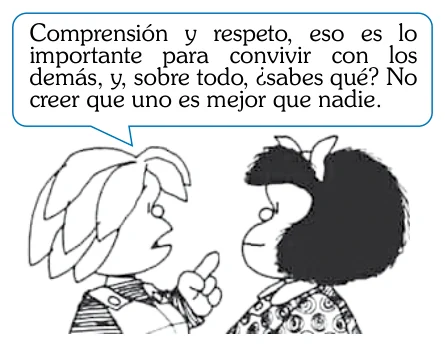 Comprensión y respeto, eso es lo
importante para convivir con los
demás, y, sobre todo, ¿sabes qué? No
creer que uno es mejor que nadie.